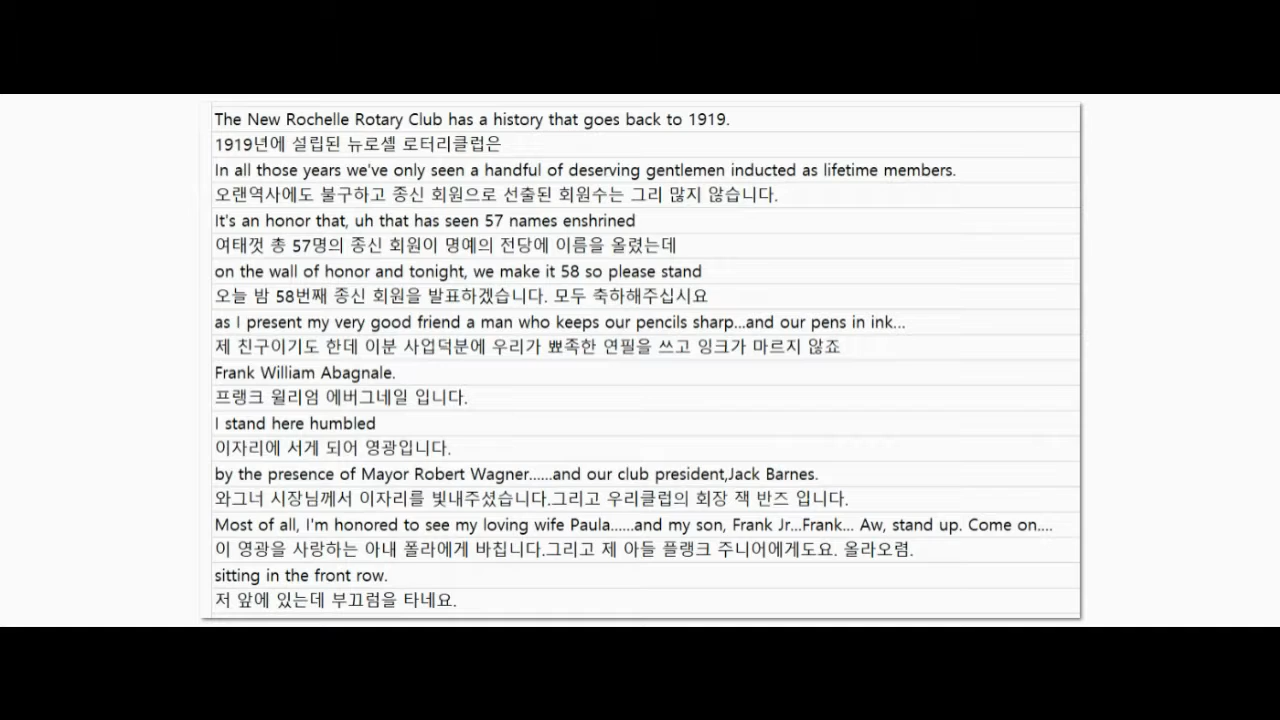 The New Rochelle Rotary Club has a history that goes back to 1919.
1919년에 설립된 뉴로셸 로터리클럽은
In all those years we've only seen a handful of deserving gentlemen inducted as lifetime members.
오랜역사에도 불구하고 종신 회원으로 선출된 회원수는 그리 많지 않습니다.
It's an honor that, uh that has seen 57 names enshrined
여태껏 총 57명의 종신 회원이 명예의 전당에 이름을 올렸는데
on the wall of honor and tonight, we make it 58 so please stand
오늘 밤 58번째 종신 회원을 발표하겠습니다. 모두 축하해주십시요
as I present my very good friend a man who keeps our pencils sharp...and our pens in ink...
제 친구이기도 한데 이분 사업덕분에 우리가 뾰족한 연필을 쓰고 잉크가 마르지 않죠
Frank William Abagnale.
프랭크 윌리엄 에버그네일 입니다.
I stand here humbled
이자리에 서게 되어 영광입니다.
by the presence of Mayor Robert Wagner......and our club president,Jack Barnes.
와그너 시장님께서 이자리를 빛내주셨습니다.그리고 우리클럽의 회장 잭 반즈 입니다.
Most of all, I'm honored to see my loving wife Paula......and my son, Frank Jr...Frank... Aw, stand up. Come on....
이 영광을 사랑하는 아내 폴라에게 바칩니다.그리고 제 아들 플랭크 주니어에게도요. 올라오렴.
sitting in the front row.
저 앞에 있는데 부끄럼을 타네요.